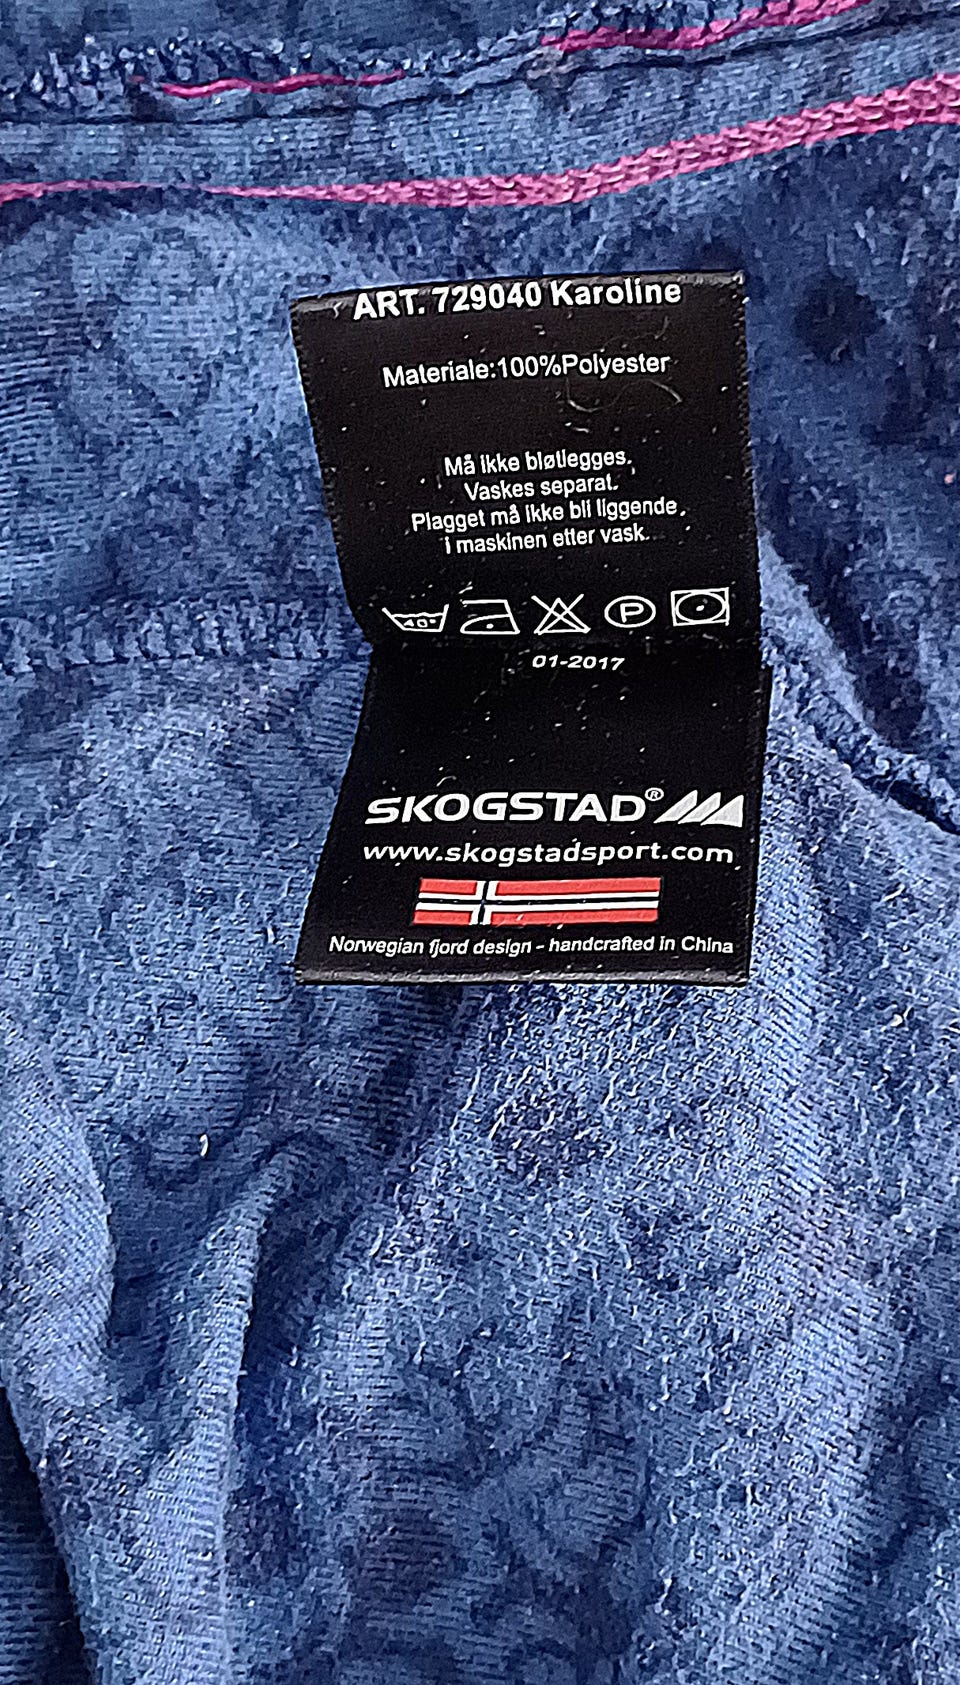 ART. 729040 Karoline
Materiale:100%Polyester
Må ikke bløtlegges.
Vaskes separat.
Plagget må ikke bli liggende.
i maskinen etter vask.
40°
P
01-2017
SKOGSTAD®
www.skogstadsport.com
Norwegian fjord design - handcrafted in China